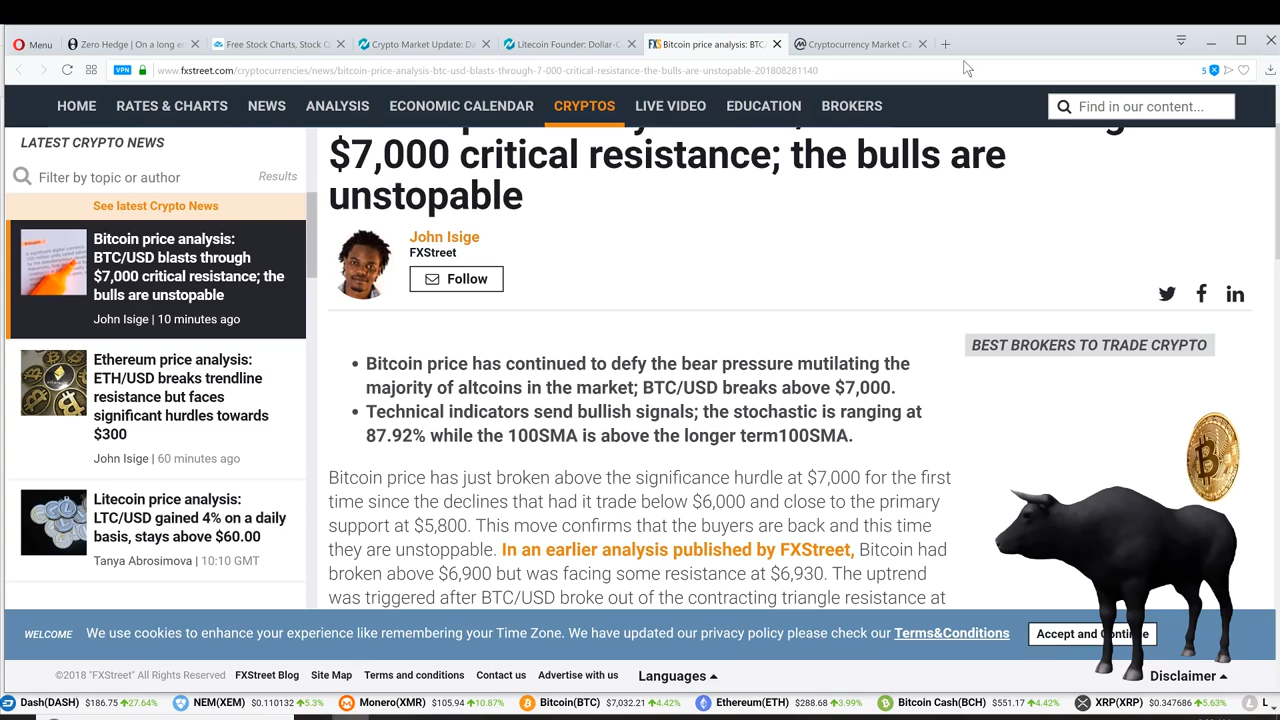 Menu
Zero Hedge | On a long e
Free Stock Charts, Stock Q
Crypto Market Update: Da
Litecoin Founder: Dollar-C
FXS Bitcoin price analysis: BTC/
Cryptocurrency Market Ca
VPN
www.fxstreet.com/cryptocurrencies/news/bitcoin-price-analysis-btc-usd-blasts-through-7-000-critical-resistance-the-bulls-are-unstopable-201808281140
5
HOME
RATES & CHARTS
NEWS
ANALYSIS
ECONOMIC CALENDAR
CRYPTOS
LIVE VIDEO
EDUCATION
BROKERS
Find in our content...
LATEST CRYPTO NEWS
Filter by topic or author
Results
See latest Crypto News
Bitcoin price analysis:
BTC/USD blasts through
$7,000 critical resistance; the
bulls are unstopable
John Isige | 10 minutes ago
Ethereum price analysis:
ETH/USD breaks trendline
resistance but faces
significant hurdles towards
$300
John Isige | 60 minutes ago
Litecoin price analysis:
LTC/USD gained 4% on a daily
basis, stays above $60.00
Tanya Abrosimova | 10:10 GMT
$7,000 critical resistance; the bulls are
unstopable
John Isige
FXStreet
Follow
BEST BROKERS TO TRADE CRYPTO
• Bitcoin price has continued to defy the bear pressure mutilating the
majority of altcoins in the market; BTC/USD breaks above $7,000.
• Technical indicators send bullish signals; the stochastic is ranging at
87.92% while the 100SMA is above the longer term100SMA.
Bitcoin price has just broken above the significance hurdle at $7,000 for the first
time since the declines that had it trade below $6,000 and close to the primary
support at $5,800. This move confirms that the buyers are back and this time
they are unstoppable. In an earlier analysis published by FXStreet, Bitcoin had
broken above $6,900 but was facing some resistance at $6,930. The uptrend
was triggered after BTC/USD broke out of the contracting triangle resistance at
WELCOME We use cookies to enhance your experience like remembering your Time Zone. We have updated our privacy policy please check our Terms&Conditions
Accept and Continue
©2018 "FXStreet" All Rights Reserved
FXStreet Blog
Site Map
Terms and conditions
Contact us
Advertise with us
Languages
Disclaimer
Dash(DASH) $186.75 27.64%
NEM(XEM) $0.110132 5.3%
Monero(XMR) $105.94 10.87%
Bitcoin(BTC) $7,032.21 4.42%
Ethereum(ETH) $288.68 3.99%
Bitcoin Cash(BCH) $551.17 4.42%
XRP(XRP) $0.347686 5.63%
L